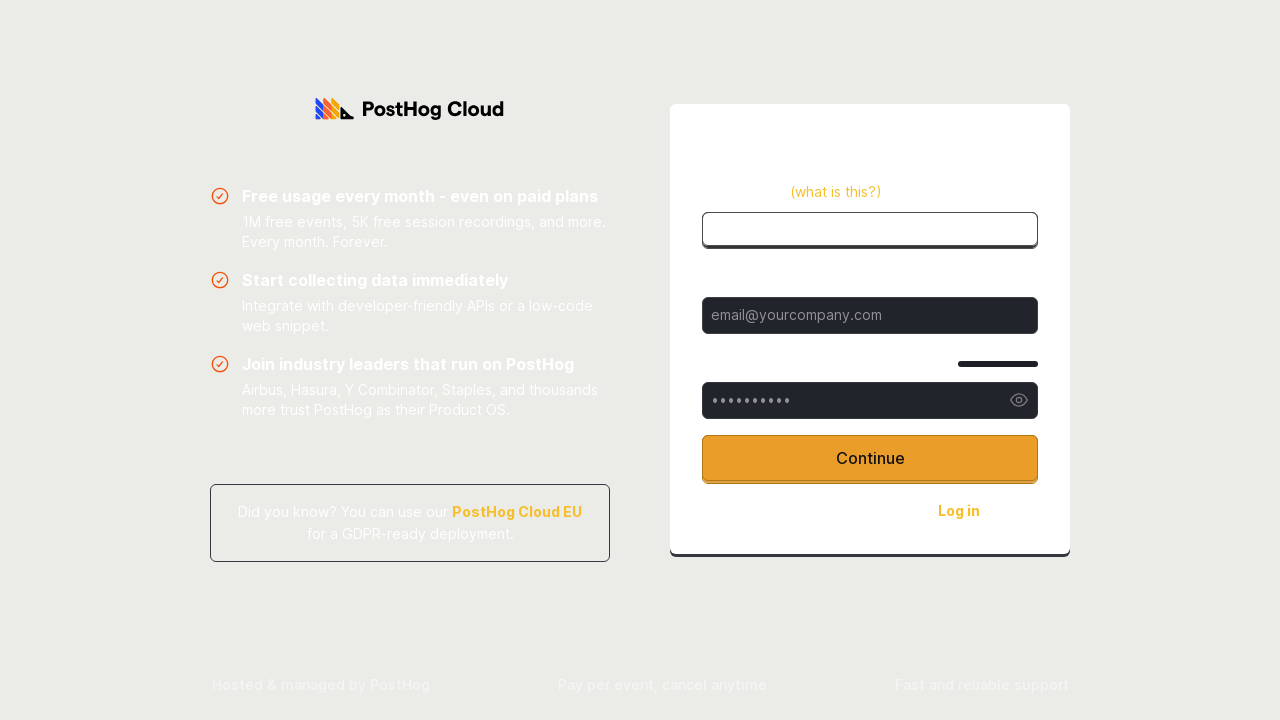 PostHog Cloud
Free usage every month - even on paid plans
1M free events, 5K free session recordings, and more.
Every month. Forever.
Start collecting data immediately
Integrate with developer-friendly APIs or a low-code
web snippet.
Join industry leaders that run on PostHog
Airbus, Hasura, Y Combinator, Staples, and thousands
more trust PostHog as their Product OS.
Did you know? You can use our PostHog Cloud EU
for a GDPR-ready deployment.
(what is this?)
email@yourcompany.com
Continue
Log in
Hosted & managed by PostHog
Pay per event, cancel anytime
Fast and reliable support